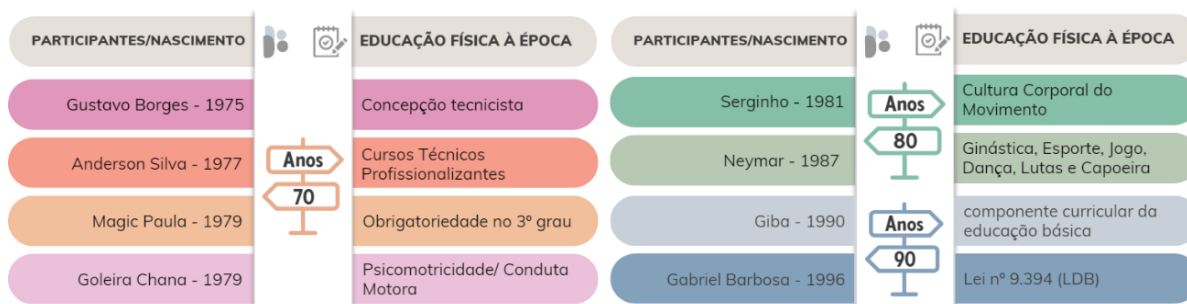 PARTICIPANTES/NASCIMENTO
EDUCAÇÃO FÍSICA À ÉPOCA
Gustavo Borges - 1975
Concepção tecnicista
Anderson Silva - 1977
Cursos Técnicos
Profissionalizantes
Magic Paula - 1979
Obrigatoriedade no 3º grau
Goleira Chana - 1979
Psicomotricidade/ Conduta
Motora
Anos
70
PARTICIPANTES/NASCIMENTO
EDUCAÇÃO FÍSICA À ÉPOCA
Serginho - 1981
Cultura Corporal do
Movimento
Neymar - 1987
Ginástica, Esporte, Jogo,
Dança, Lutas e Capoeira
Anos
80
Giba - 1990
componente curricular da
educação básica
Gabriel Barbosa - 1996
Lei nº 9.394 (LDB)
Anos
90